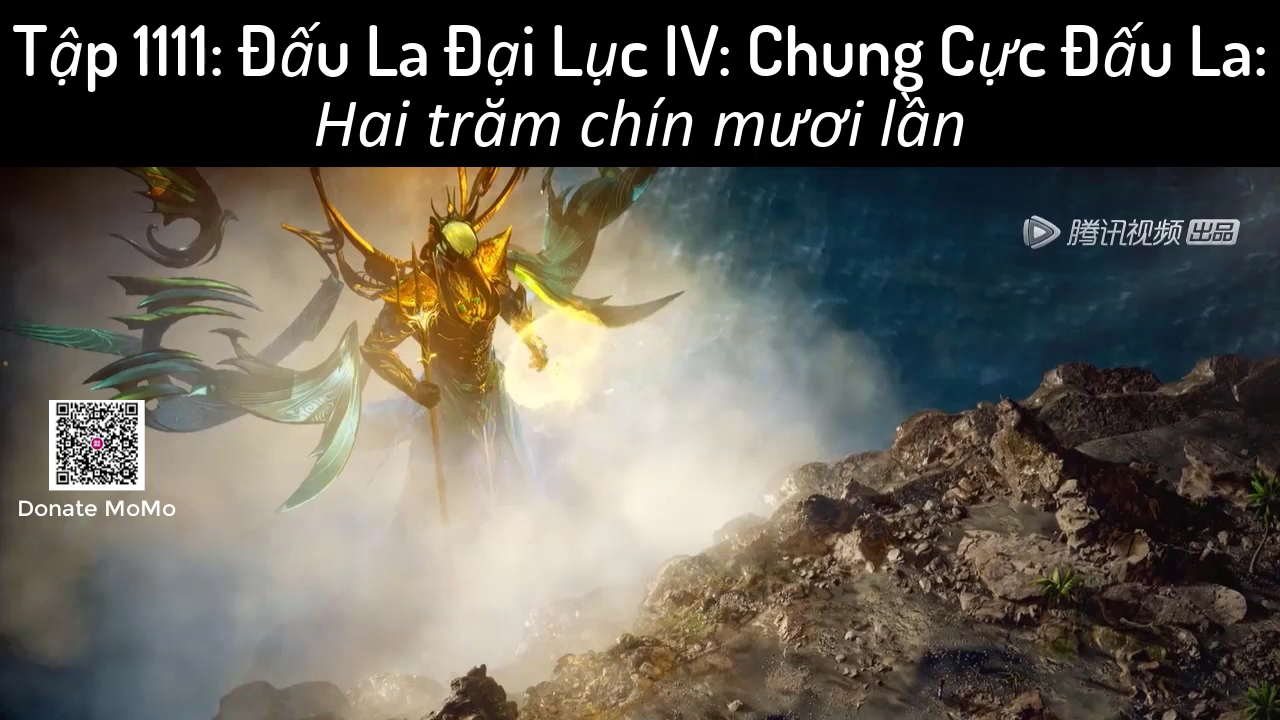 Tập 1111: Đấu La Đại Lục IV: Chung Cực Đấu La:
Hai trăm chín mươi lần
腾讯视频 出品
Donate MoMo